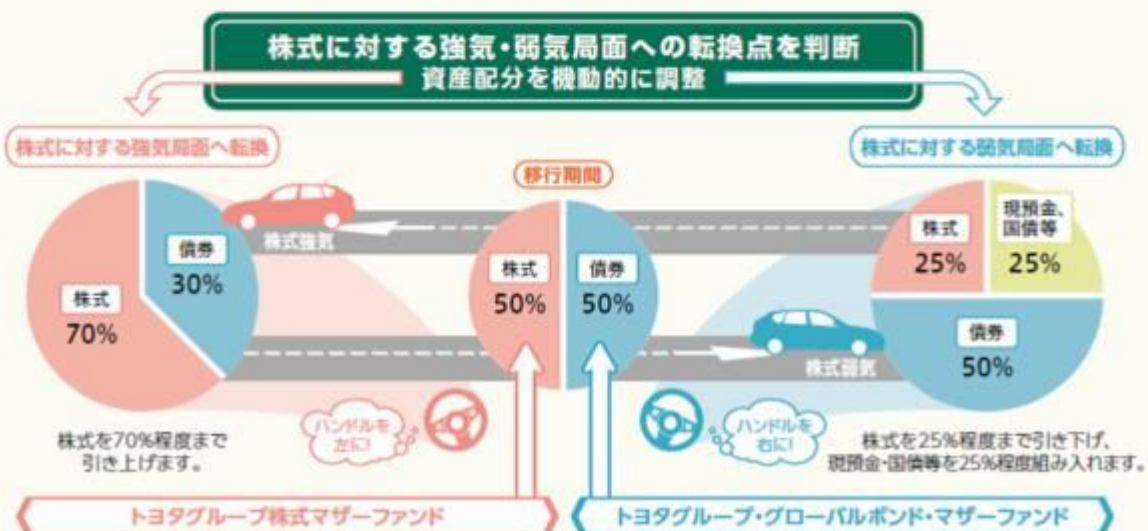 株式に対する強気・弱気局面への転換点を判断
資産配分を機動的に調整
株式に対する強気局面へ転換
移行期間
株式に対する弱気局面へ転換
債券
30%
株式
70%
株式強気
株式
50%
債券
50%
株式
25%
現預金、
国債等
25%
債券
50%
株式弱気
株式を70%程度まで
引き上げます。
ハンドルを
左に!
ハンドルを
右に!
株式を25%程度まで引き下げ、
現預金・国債等を25%程度組み入れます。
トヨタグループ株式マザーファンド
トヨタグループ・グローバルボンド・マザーファンド